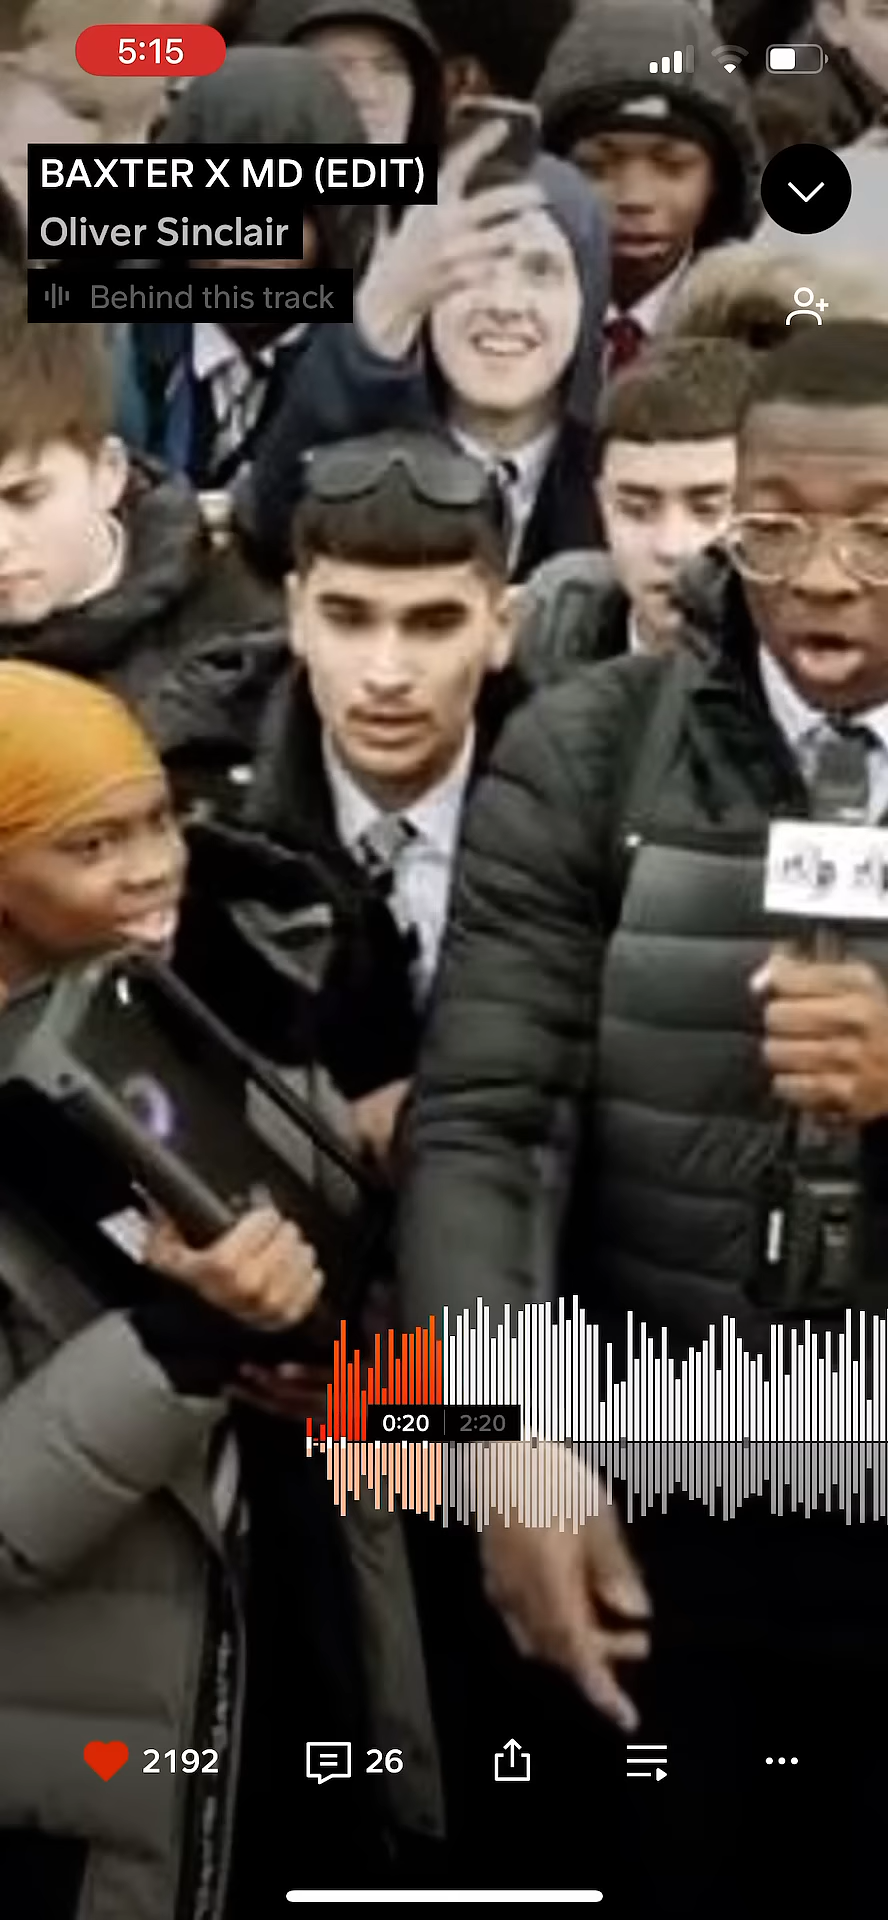 5:15
BAXTER X MD (EDIT)
Oliver Sinclair
Behind this track
0:20 2:20
2192 26